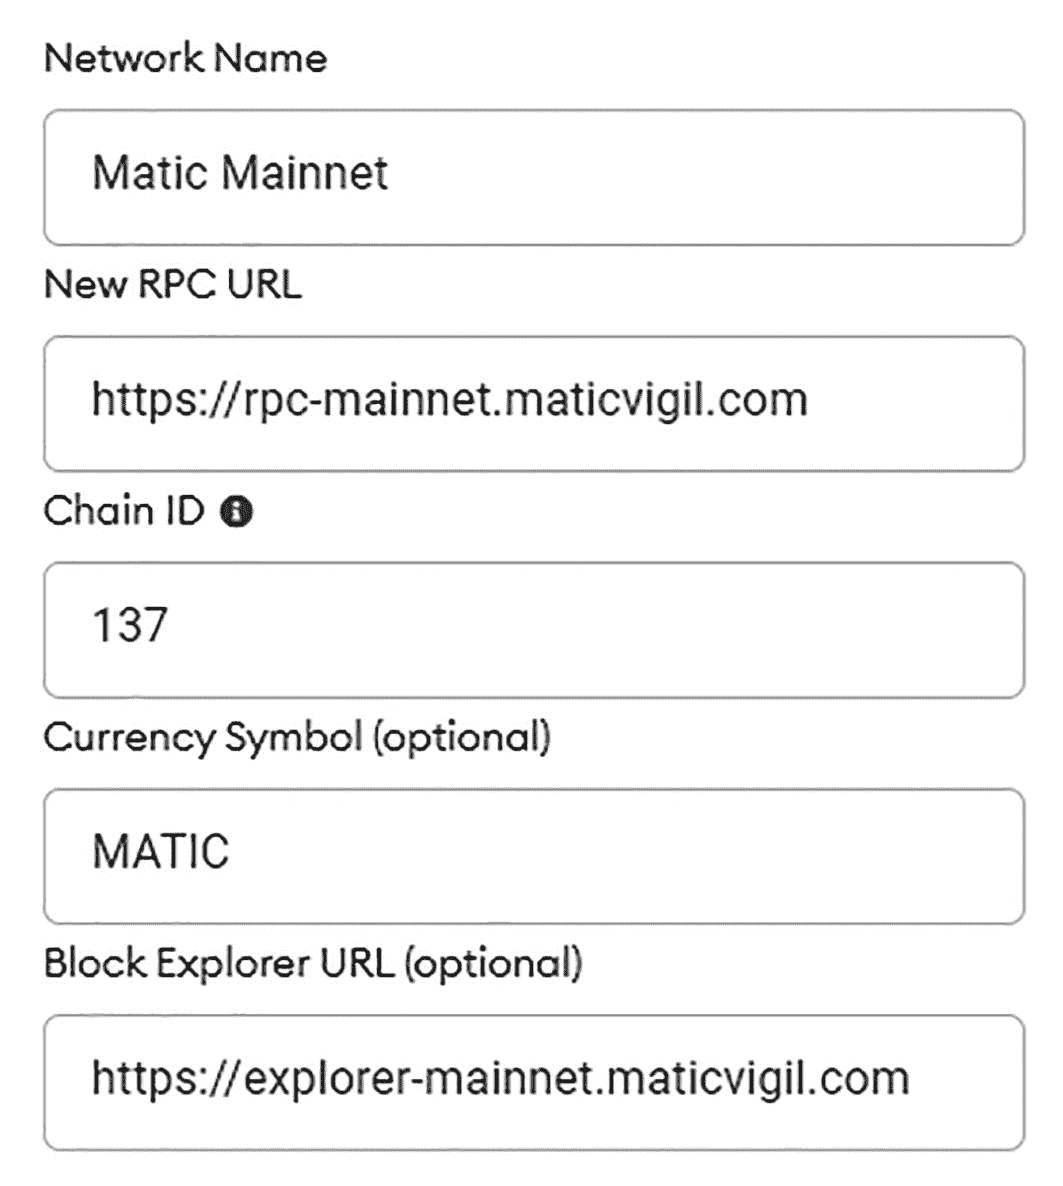 Network Name
Matic Mainnet
New RPC URL
https://rpc-mainnet.maticvigil.com
Chain ID
137
Currency Symbol (optional)
MATIC
Block Explorer URL (optional)
https://explorer-mainnet.maticvigil.com